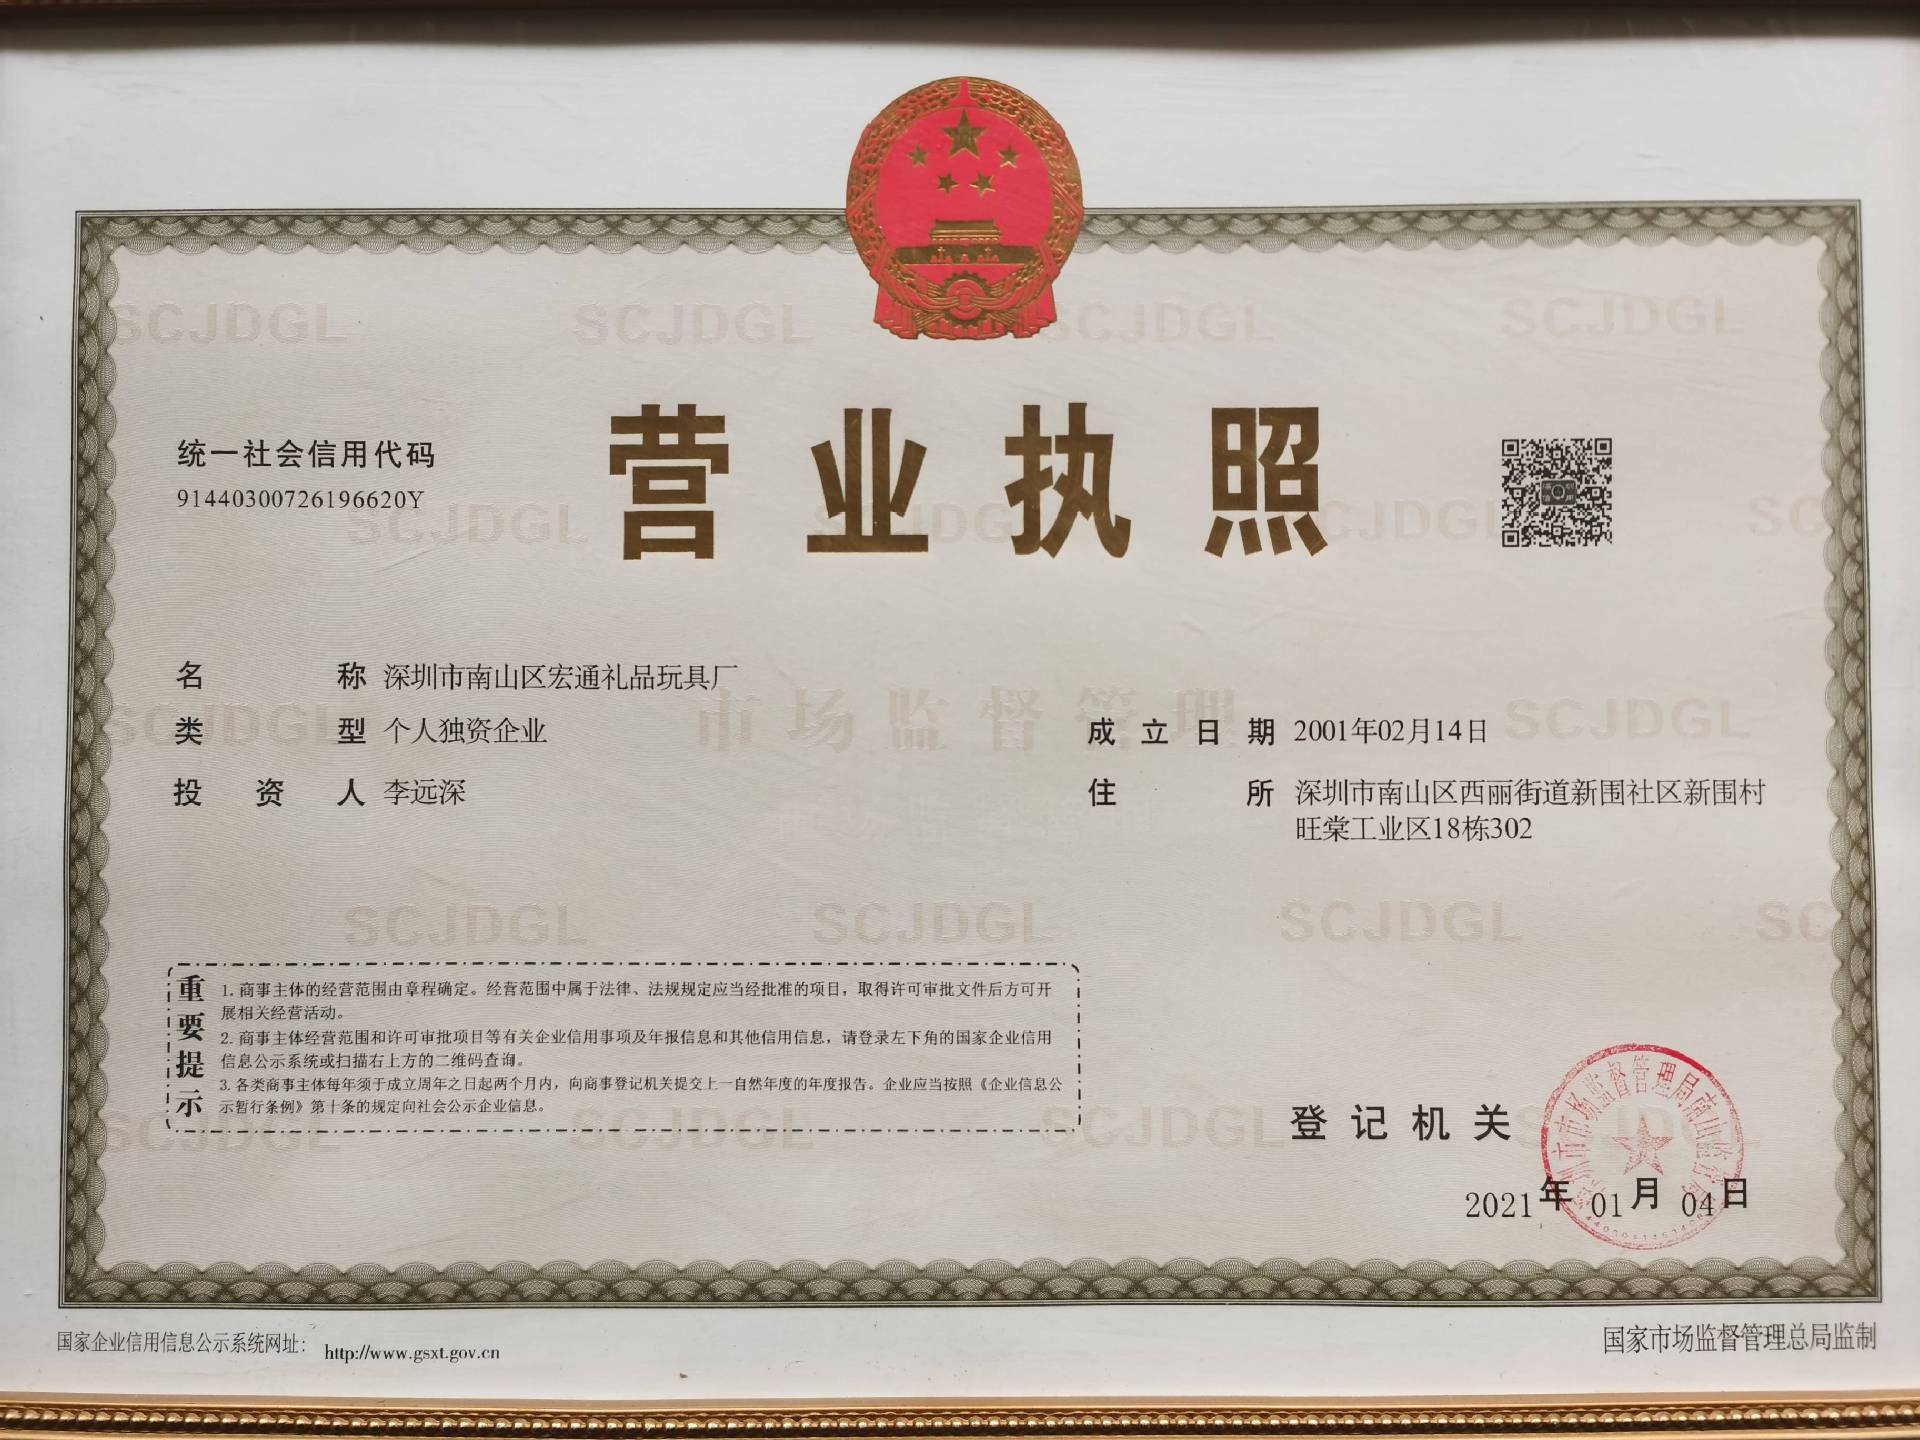 营业执照
统一社会信用代码
91440300726196620Y
名 称 深圳市南山区宏通礼品玩具厂
类 型 个人独资企业
投 资 人 李远深
成 立 日 期 2001年02月14日
住 所 深圳市南山区西丽街道新围社区新围村
旺棠工业区18栋302
市场监督管理
SCJDGL
重要提示
1. 商事主体的经营范围由章程确定。经营范围中属于法律、法规规定应当经批准的项目，取得许可审批文件后方可开
展相关经营活动。
2. 商事主体经营范围和许可审批项目等有关企业信用事项及年报信息和其他信用信息，请登录左下角的国家企业信用
信息公示系统或扫描右上方的二维码查询。
3. 各类商事主体每年须于成立周年之日起两个月内，向商事登记机关提交上一自然年度的年度报告。企业应当按照《企业信息公
示暂行条例》第十条的规定向社会公示企业信息。
登 记 机 关
2021年01月04日
国家企业信用信息公示系统网址： http://www.gsxt.gov.cn
国家市场监督管理总局监制